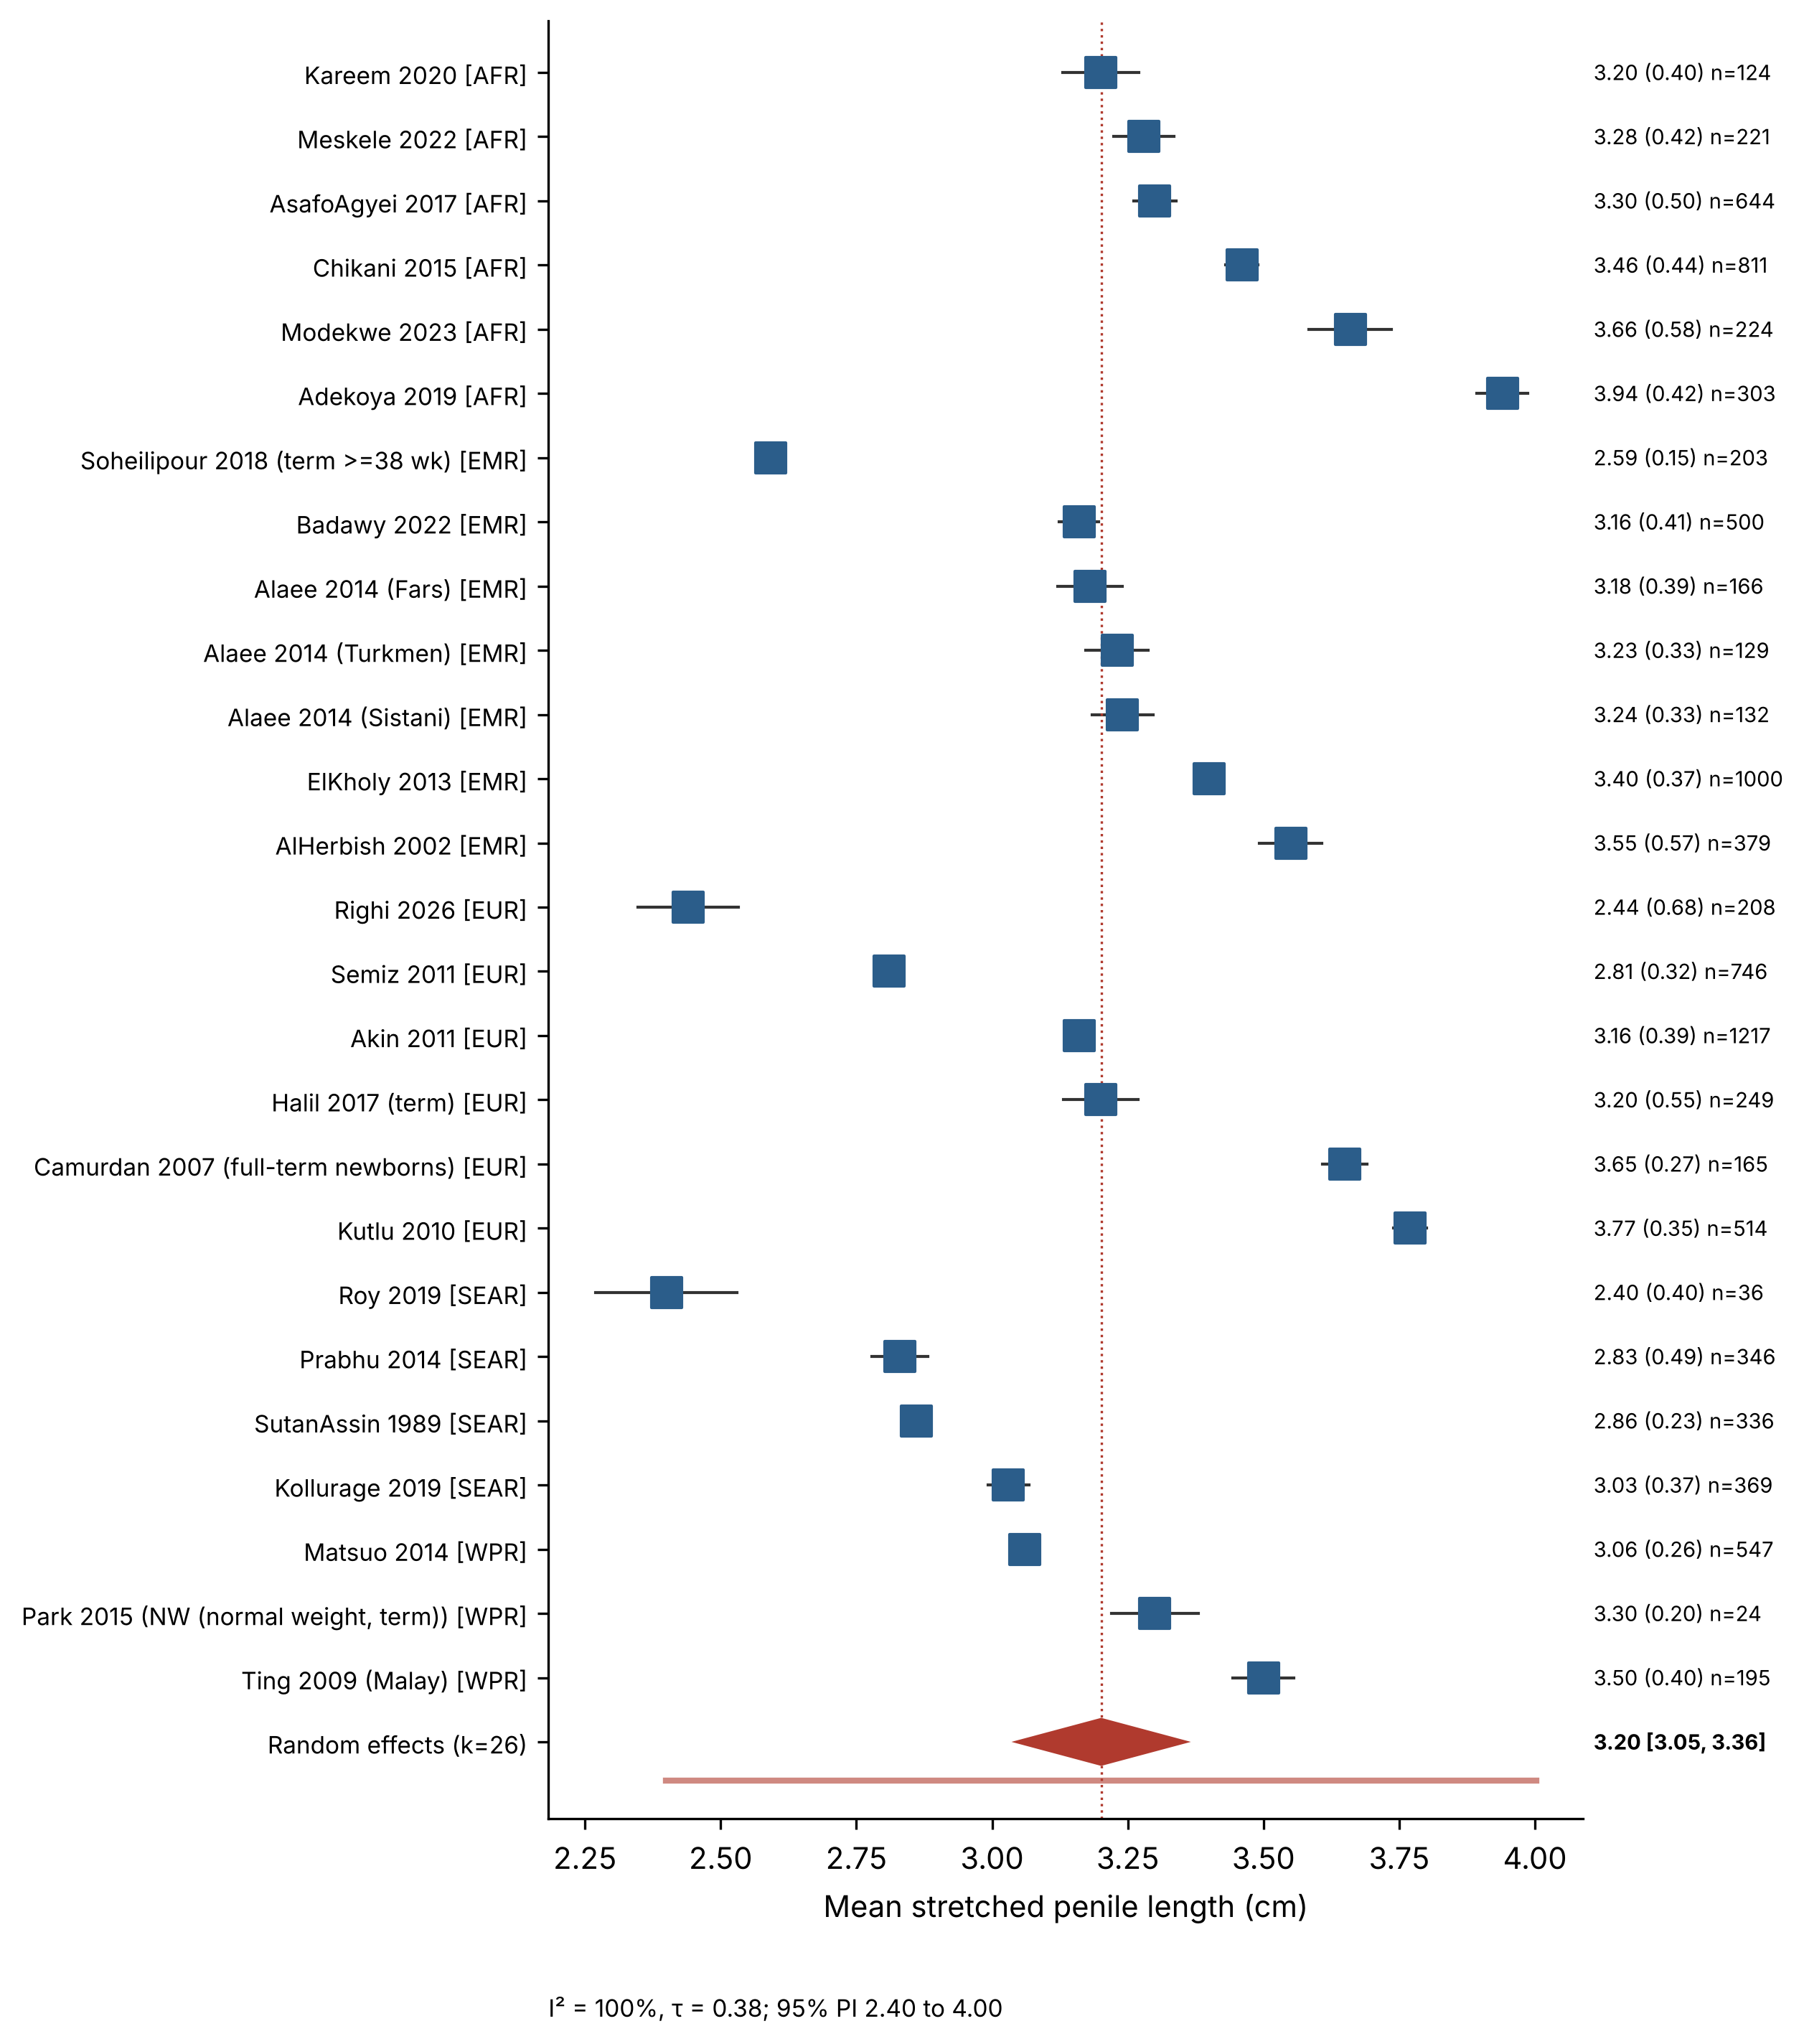 Kareem 2020 [AFR] 3.20 (0.40) n=124
Meskele 2022 [AFR] 3.28 (0.42) n=221
AsafoAgyei 2017 [AFR] 3.30 (0.50) n=644
Chikani 2015 [AFR] 3.46 (0.44) n=811
Modekwe 2023 [AFR] 3.66 (0.58) n=224
Adekoya 2019 [AFR] 3.94 (0.42) n=303
Soheilipour 2018 (term >=38 wk) [EMR] 2.59 (0.15) n=203
Badawy 2022 [EMR] 3.16 (0.41) n=500
Alaee 2014 (Fars) [EMR] 3.18 (0.39) n=166
Alaee 2014 (Turkmen) [EMR] 3.23 (0.33) n=129
Alaee 2014 (Sistani) [EMR] 3.24 (0.33) n=132
ElKholy 2013 [EMR] 3.40 (0.37) n=1000
AlHerbish 2002 [EMR] 3.55 (0.57) n=379
Righi 2026 [EUR] 2.44 (0.68) n=208
Semiz 2011 [EUR] 2.81 (0.32) n=746
Akin 2011 [EUR] 3.16 (0.39) n=1217
Halil 2017 (term) [EUR] 3.20 (0.55) n=249
Camurdan 2007 (full-term newborns) [EUR] 3.65 (0.27) n=165
Kutlu 2010 [EUR] 3.77 (0.35) n=514
Roy 2019 [SEAR] 2.40 (0.40) n=36
Prabhu 2014 [SEAR] 2.83 (0.49) n=346
SutanAssin 1989 [SEAR] 2.86 (0.23) n=336
Kollurage 2019 [SEAR] 3.03 (0.37) n=369
Matsuo 2014 [WPR] 3.06 (0.26) n=547
Park 2015 (NW (normal weight, term)) [WPR] 3.30 (0.20) n=24
Ting 2009 (Malay) [WPR] 3.50 (0.40) n=195
Random effects (k=26) 3.20 [3.05, 3.36]
2.25 2.50 2.75 3.00 3.25 3.50 3.75 4.00
Mean stretched penile length (cm)
I² = 100%, τ = 0.38; 95% PI 2.40 to 4.00